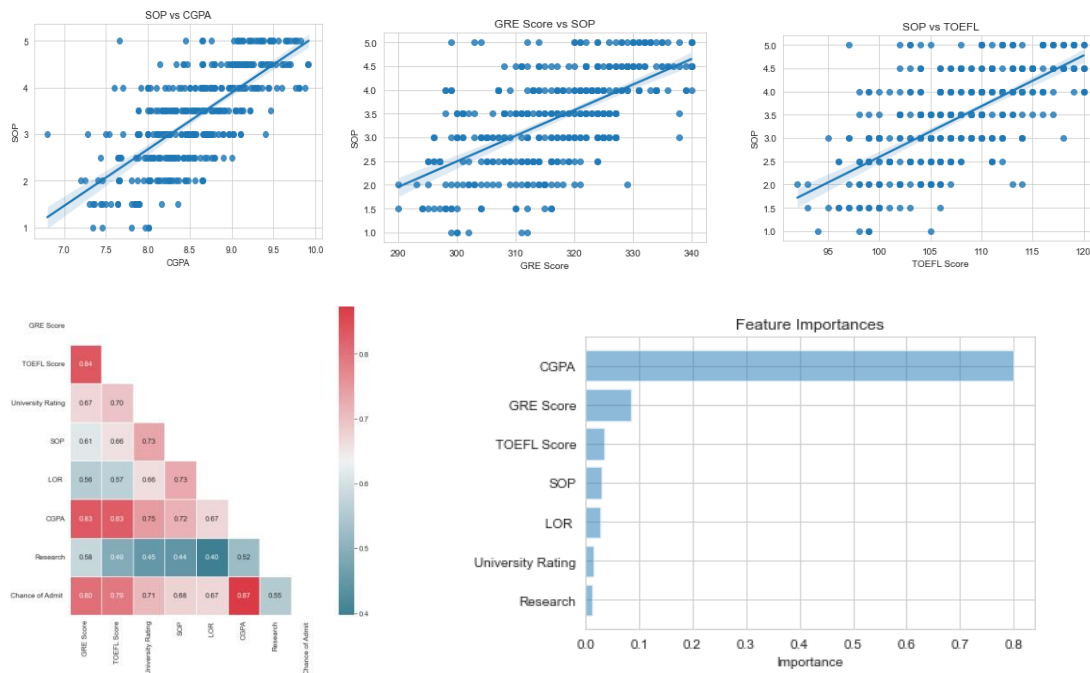 SOP vs CGPA
SOP
5
4
3
2
1
7.0 7.5 8.0 8.5 9.0 9.5 10.0
CGPA
GRE Score vs SOP
SOP
5.0
4.5
4.0
3.5
3.0
2.5
2.0
1.5
1.0
290 300 310 320 330 340
GRE Score
SOP vs TOEFL
SOP
5.0
4.5
4.0
3.5
3.0
2.5
2.0
1.5
1.0
95 100 105 110 115 120
TOEFL Score
GRE Score
TOEFL Score 0.84
University Rating 0.67 0.70
SOP 0.61 0.66 0.73
LOR 0.56 0.57 0.66 0.73
CGPA 0.83 0.83 0.75 0.72 0.67
Research 0.58 0.49 0.45 0.44 0.40 0.52
Chance of Admit 0.80 0.79 0.71 0.68 0.67 0.87 0.55
GRE Score
TOEFL Score
University Rating
SOP
LOR
CGPA
Research
Chance of Admit
0.8
0.7
0.6
0.5
0.4
Feature Importances
CGPA
GRE Score
TOEFL Score
SOP
LOR
University Rating
Research
0.0 0.1 0.2 0.3 0.4 0.5 0.6 0.7 0.8
Importance